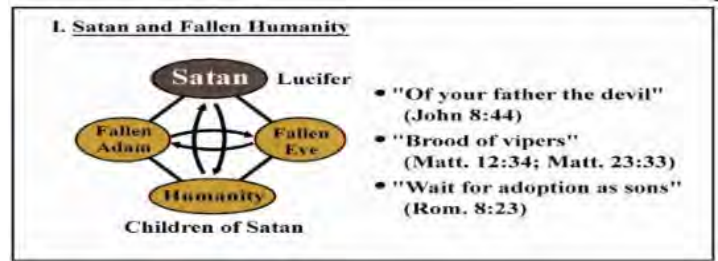 I. Satan and Fallen Humanity
Satan
Lucifer
Fallen
Adam
Fallen
Eve
Humanity
Children of Satan
• "Of your father the devil"
(John 8:44)
• "Brood of vipers"
(Matt. 12:34; Matt. 23:33)
• "Wait for adoption as sons"
(Rom. 8:23)